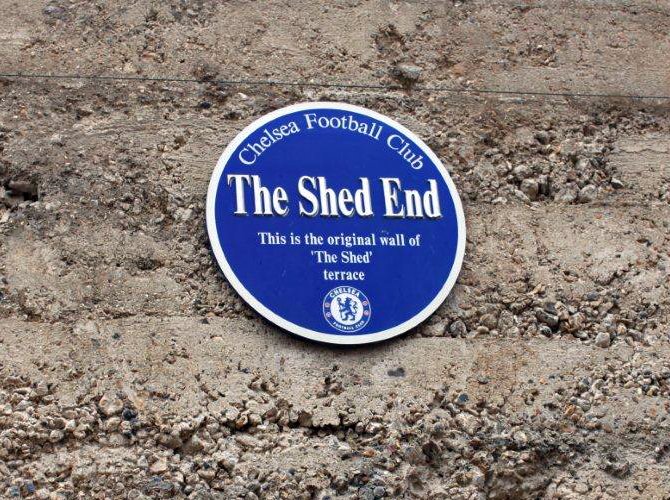 Chelsea Football Club
The Shed End
This is the original wall of
'The Shed'
terrace
CHELSEA
FOOTBALL CLUB